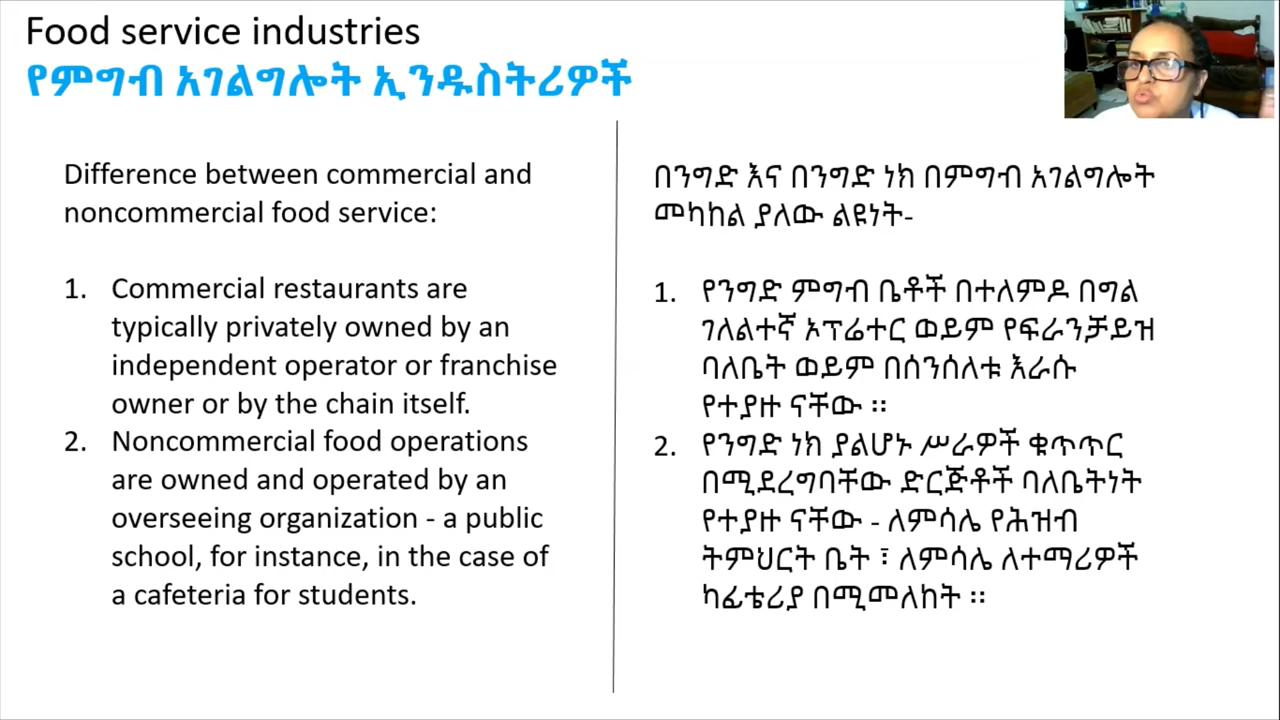 Food service industries
የምግብ አገልግሎት ኢንዱስትሪዎች
Difference between commercial and
noncommercial food service:
1. Commercial restaurants are
typically privately owned by an
independent operator or franchise
owner or by the chain itself.
2. Noncommercial food operations
are owned and operated by an
overseeing organization - a public
school, for instance, in the case of
a cafeteria for students.
በንግድ እና በንግድ ነክ በምግብ አገልግሎት
መካከል ያለው ልዩነት-
1. የንግድ ምግብ ቤቶች በተለምዶ በግል
ገለልተኛ ኦፕሬተር ወይም የፍራንቻይዝ
ባለቤት ወይም በሰንሰለቱ እራሱ
የተያዙ ናቸው ፡፡
2. የንግድ ነክ ያልሆኑ ሥራዎች ቁጥጥር
በሚደረግባቸው ድርጅቶች ባለቤትነት
የተያዙ ናቸው - ለምሳሌ የሕዝብ
ትምህርት ቤት ፣ ለምሳሌ ለተማሪዎች
ካፊቴሪያ በሚመለከት ፡፡